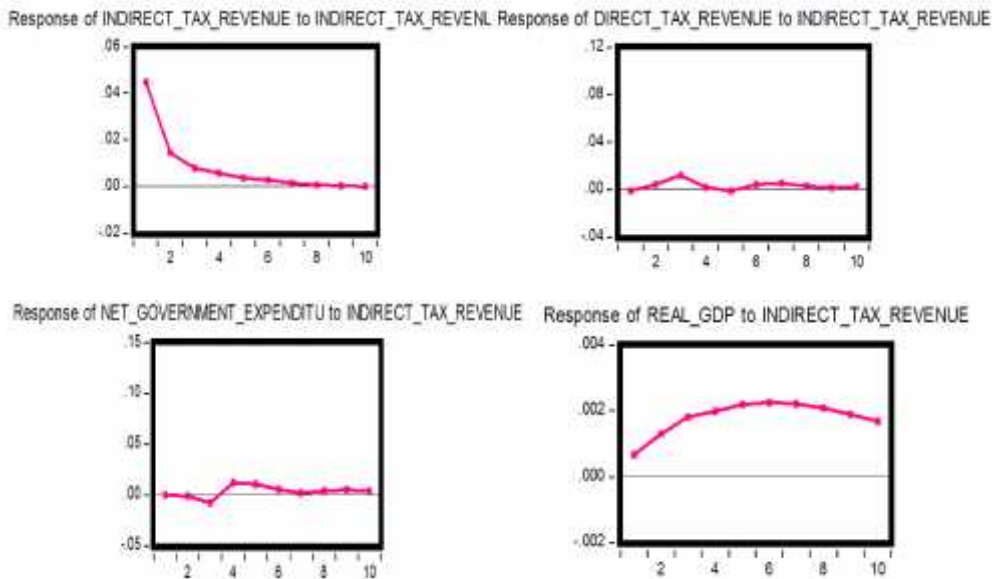 Response of INDIRECT_TAX_REVENUE to INDIRECT_TAX_REVENL
.06
.04
.02
.00
-.02
2 4 6 8 10
Response of DIRECT_TAX_REVENUE to INDIRECT_TAX_REVENUE
.12
.08
.04
.00
-.04
2 4 6 8 10
Response of NET_GOVERNMENT_EXPENDITU to INDIRECT_TAX_REVENUE
.15
.10
.05
.00
-.05
2 4 6 8 10
Response of REAL_GDP to INDIRECT_TAX_REVENUE
.004
.002
.000
-.002
2 4 6 8 10